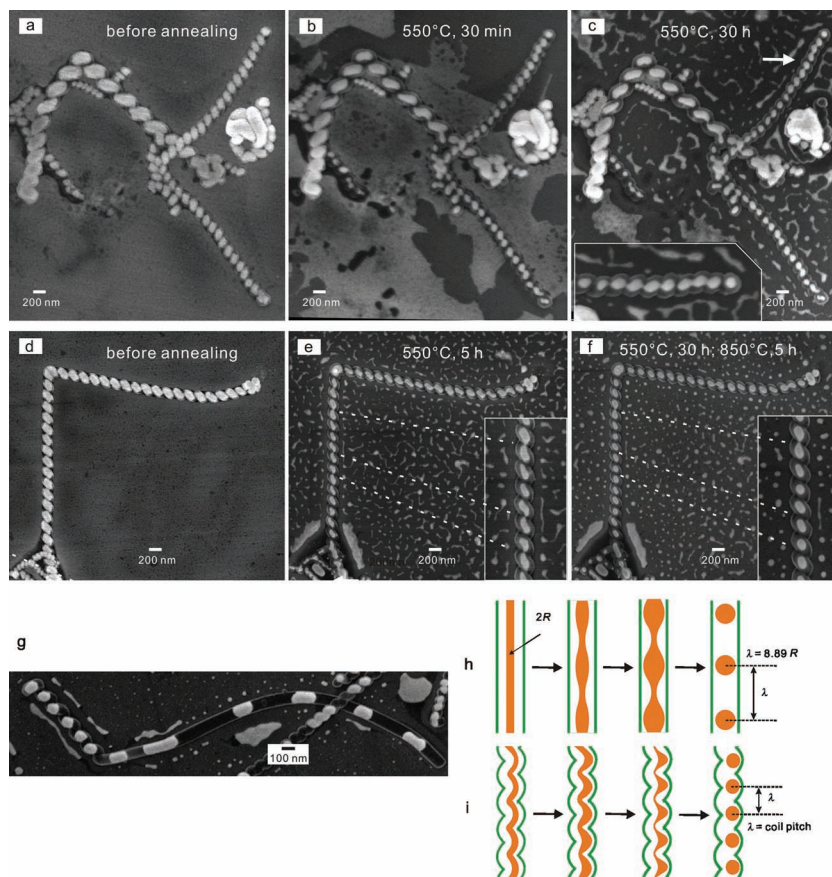 a
before annealing
200 nm
b
550°C, 30 min
200 nm
c
550°C, 30 h
200 nm
d
before annealing
200 nm
e
550°C, 5 h
200 nm
f
550°C, 30 h; 850°C, 5 h
200 nm
g
100 nm
h
2R
λ = 8.89 R
λ
i
λ
λ = coil pitch